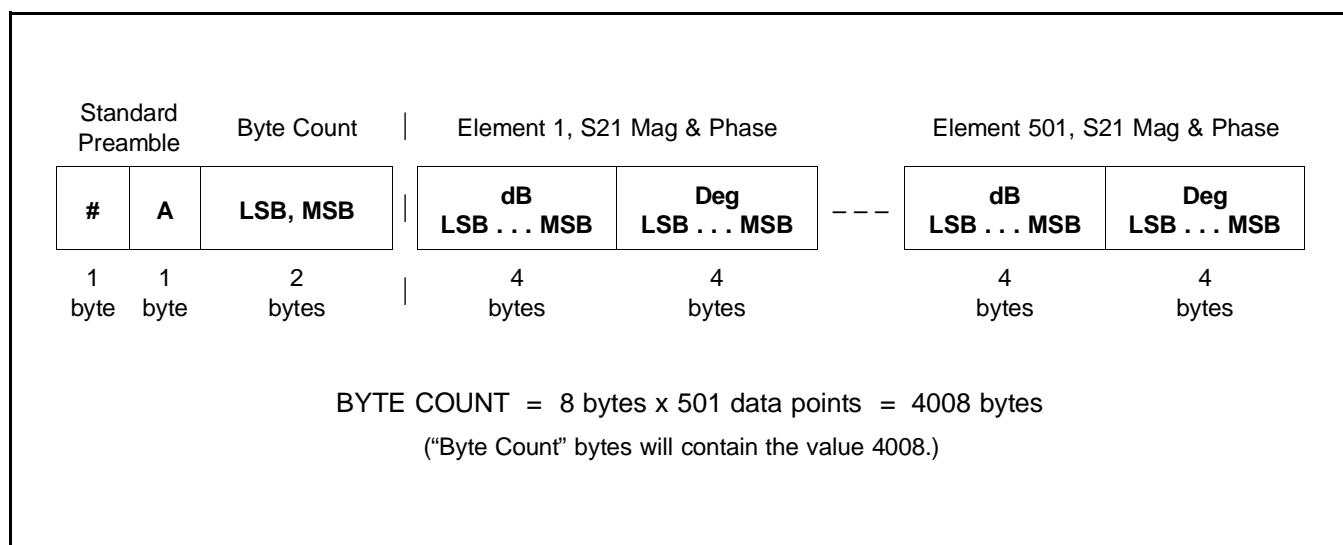 Standard
Preamble
Byte Count
|
Element 1, S21 Mag & Phase
Element 501, S21 Mag & Phase
#
A
LSB, MSB
|
dB
LSB . . . MSB
Deg
LSB . . . MSB
– – –
dB
LSB . . . MSB
Deg
LSB . . . MSB
1
byte
1
byte
2
bytes
|
4
bytes
4
bytes
4
bytes
4
bytes
BYTE COUNT = 8 bytes x 501 data points = 4008 bytes
(“Byte Count” bytes will contain the value 4008.)